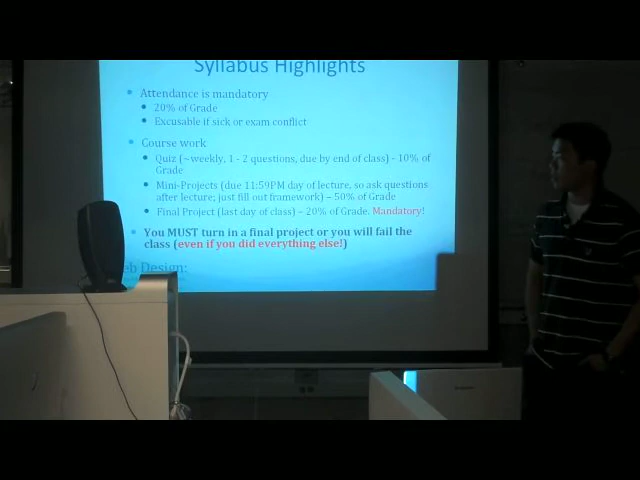 Syllabus Highlights
• Attendance is mandatory
• 20% of Grade
• Excusable if sick or exam conflict
• Course work
• Quiz (~weekly, 1 - 2 questions, due by end of class) - 10% of
Grade
• Mini-Projects (due 11:59PM day of lecture, so ask questions
after lecture; just fill out framework) – 50% of Grade
• Final Project (last day of class) – 20% of Grade. Mandatory!
• You MUST turn in a final project or you will fail the
class (even if you did everything else!)
Design: